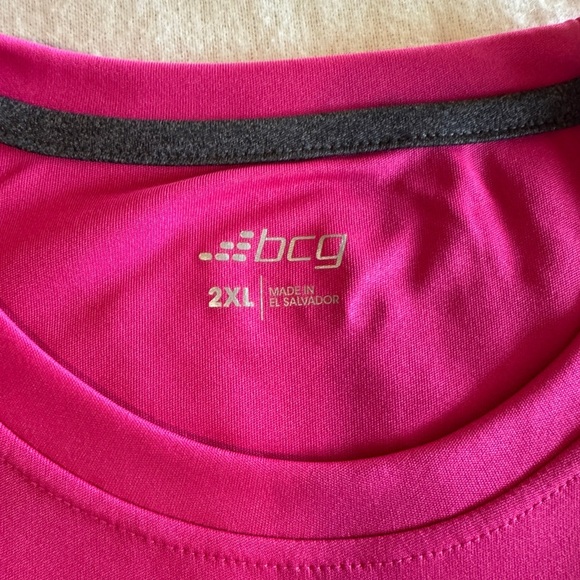 bcg
2XL
MADE IN
EL SALVADOR